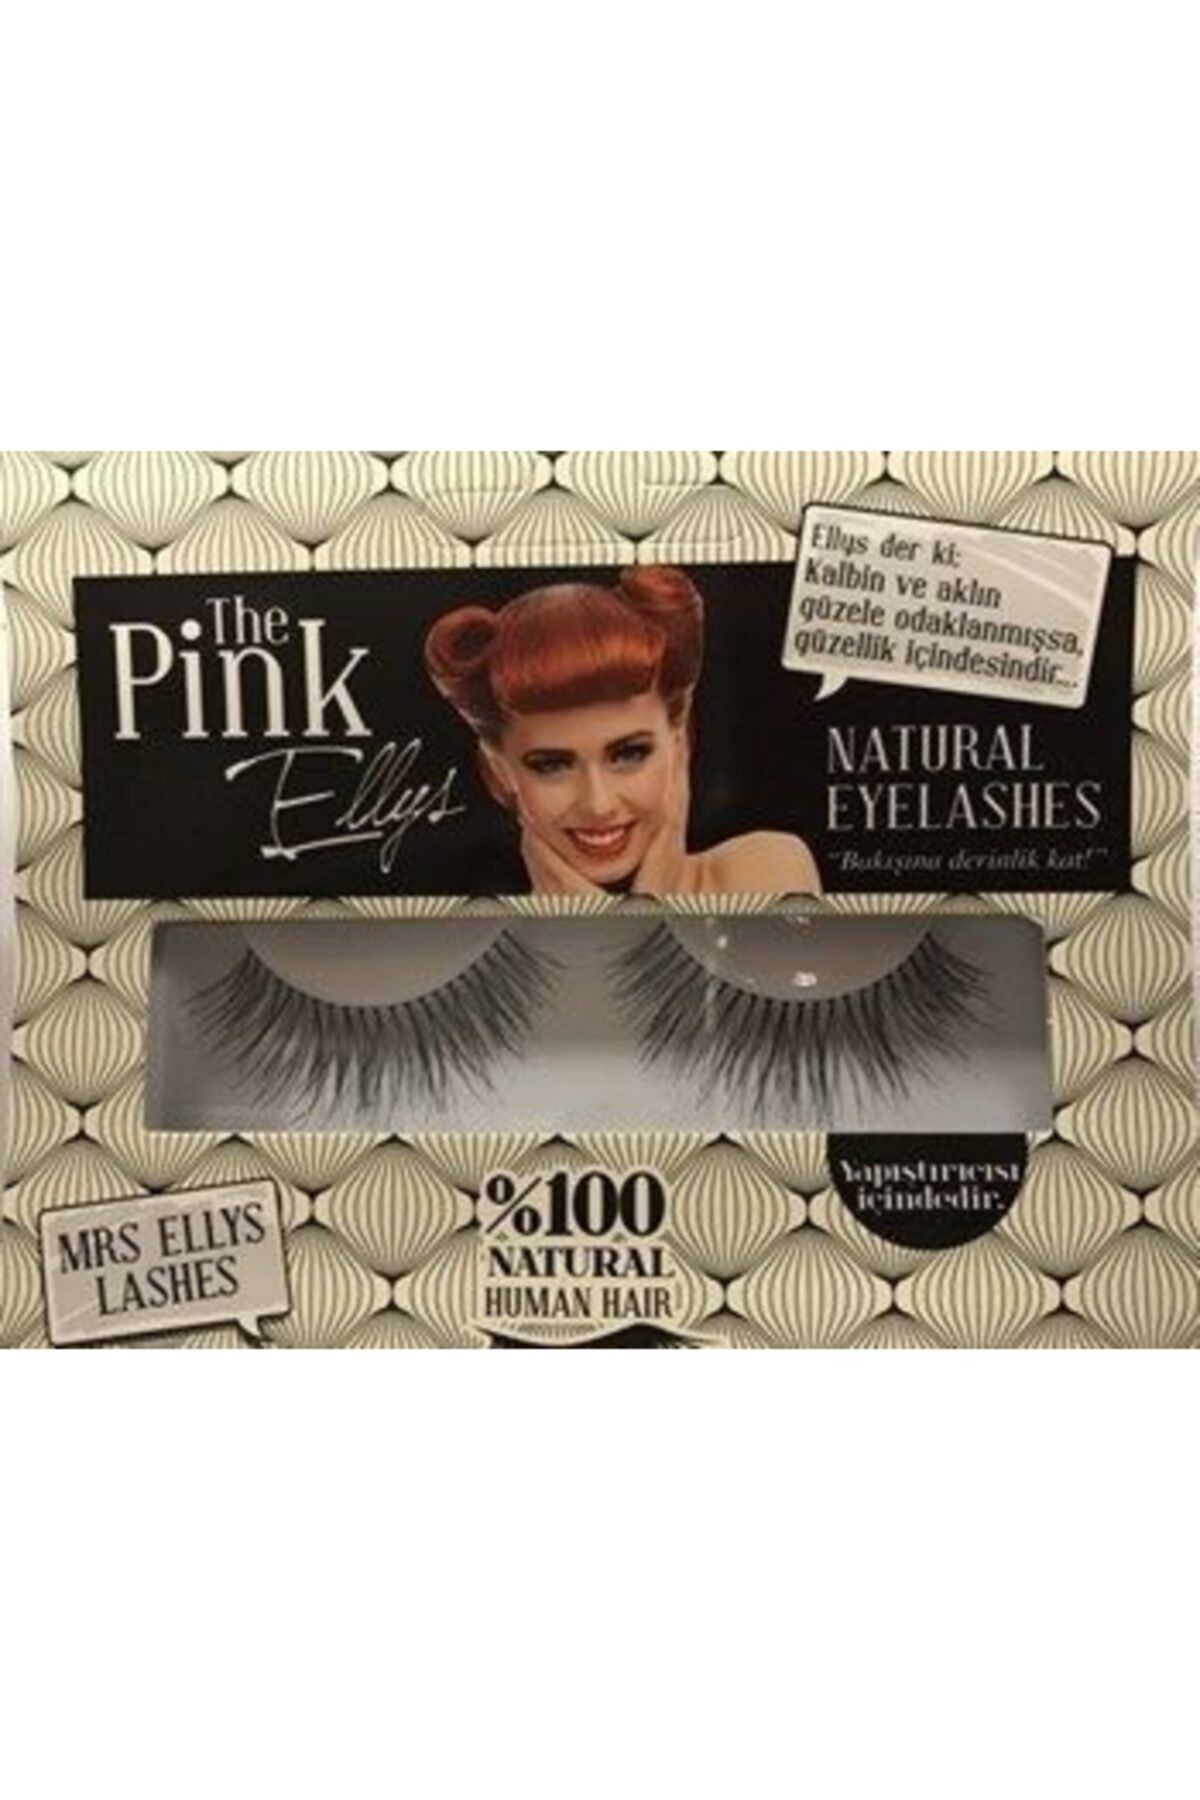 The
Pink
Ellys
Ellys der ki:
Kalbin ve aklın
güzele odaklanmışsa,
güzellik içindesindir...
NATURAL
EYELASHES
"Bakışına derinlik kat!"
Yapıştırıcısı
içindedir.
MRS ELLYS
LASHES
%100
NATURAL
HUMAN HAIR